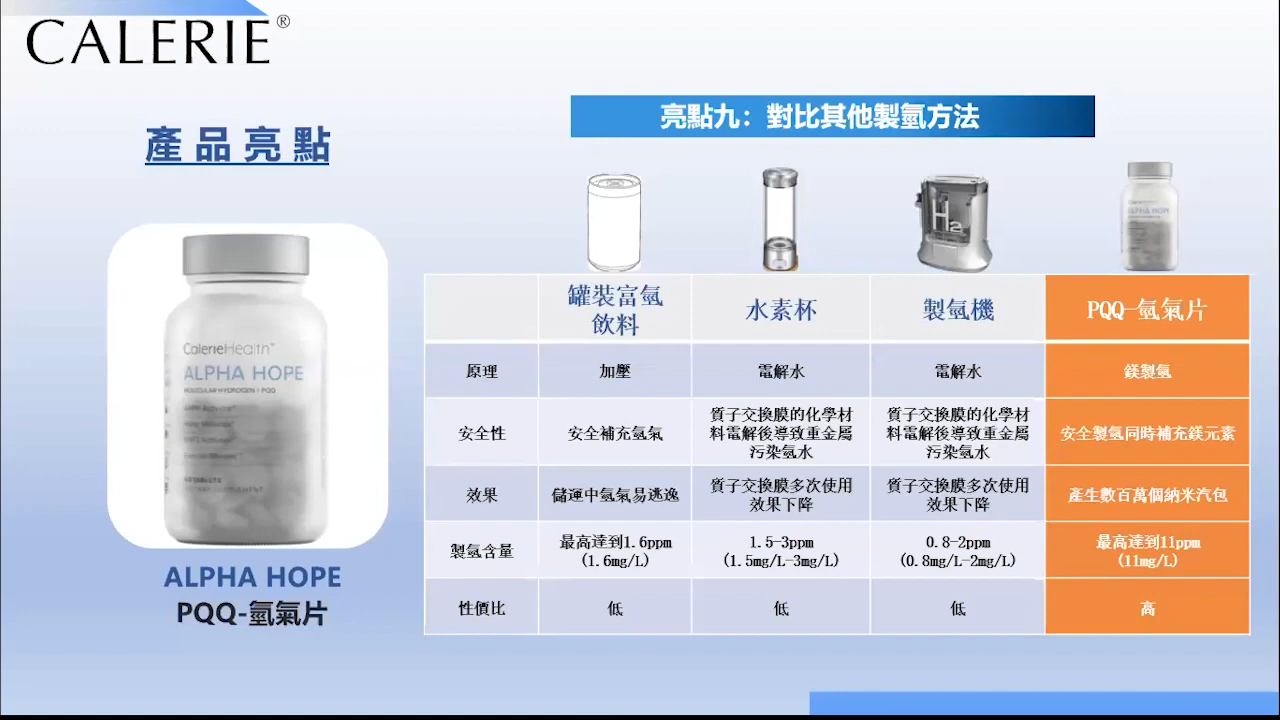 CALERIE®
產品亮點
亮點九：對比其他製氫方法
CalerieHealth™
ALPHA HOPE
MOLECULAR HYDROGEN + PQQ
H2
ALPHA HOPE
罐裝富氫
飲料
水素杯
製氫機
PQQ-氫氣片
原理
加壓
電解水
電解水
鎂製氫
安全性
安全補充氫氣
質子交換膜的化學材
料電解後導致重金屬
污染氫水
質子交換膜的化學材
料電解後導致重金屬
污染氫水
安全製氫同時補充鎂元素
效果
儲運中氫氣易逃逸
質子交換膜多次使用
效果下降
質子交換膜多次使用
效果下降
產生數百萬個納米汽包
製氫含量
最高達到1.6ppm
(1.6mg/L)
1.5-3ppm
(1.5mg/L-3mg/L)
0.8-2ppm
(0.8mg/L-2mg/L)
最高達到11ppm
(11mg/L)
性價比
低
低
低
高
ALPHA HOPE
PQQ-氫氣片